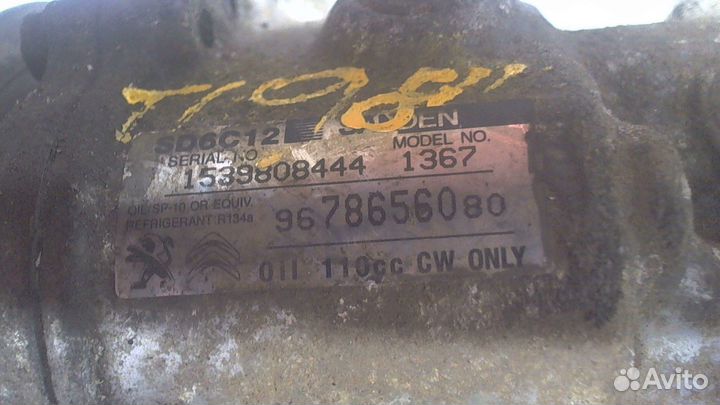 SD6C12 SANDEN
SERIAL NO. MODEL NO.
1539808444 1367
OIL/SP-10 OR EQUIV.
REFRIGERANT R134a
9678656080
OIL 110cc CW ONLY
Avito